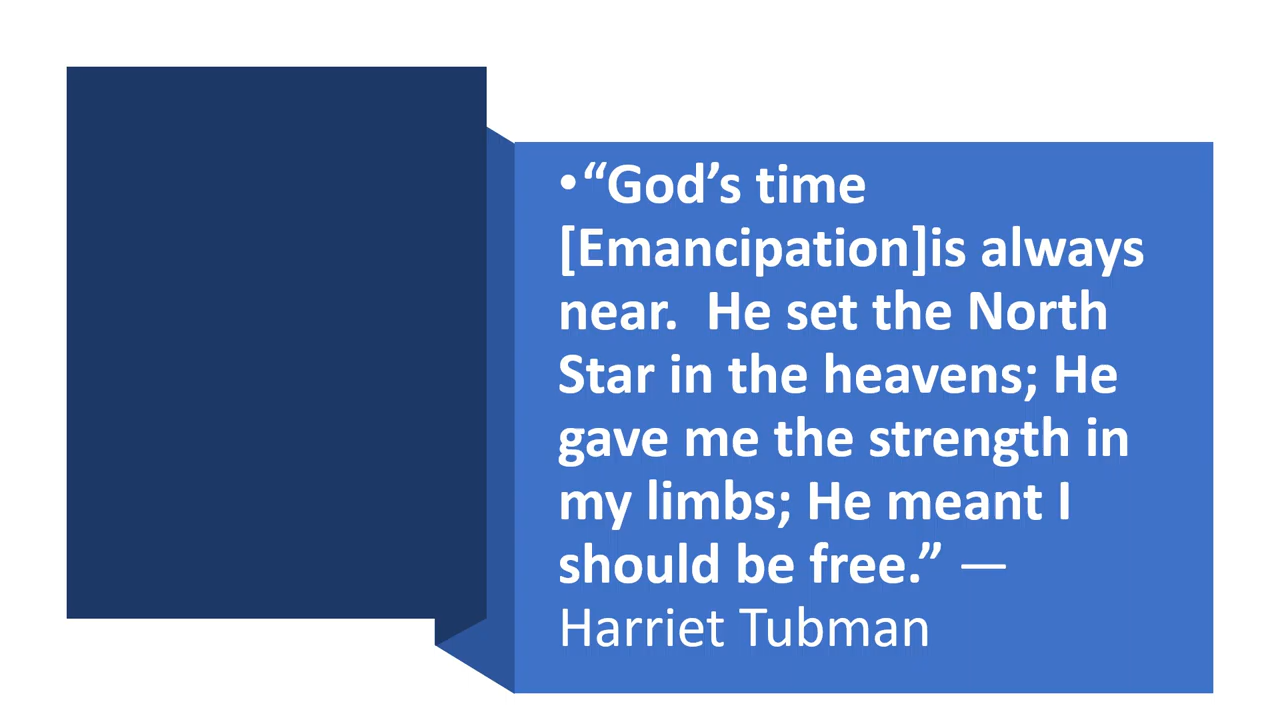 •“God’s time
[Emancipation]is always
near.  He set the North
Star in the heavens; He
gave me the strength in
my limbs; He meant I
should be free.” —
Harriet Tubman